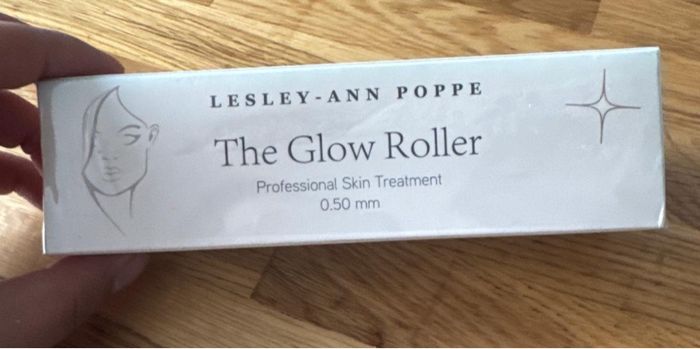 LESLEY-ANN POPPE
The Glow Roller
Professional Skin Treatment
0.50 mm